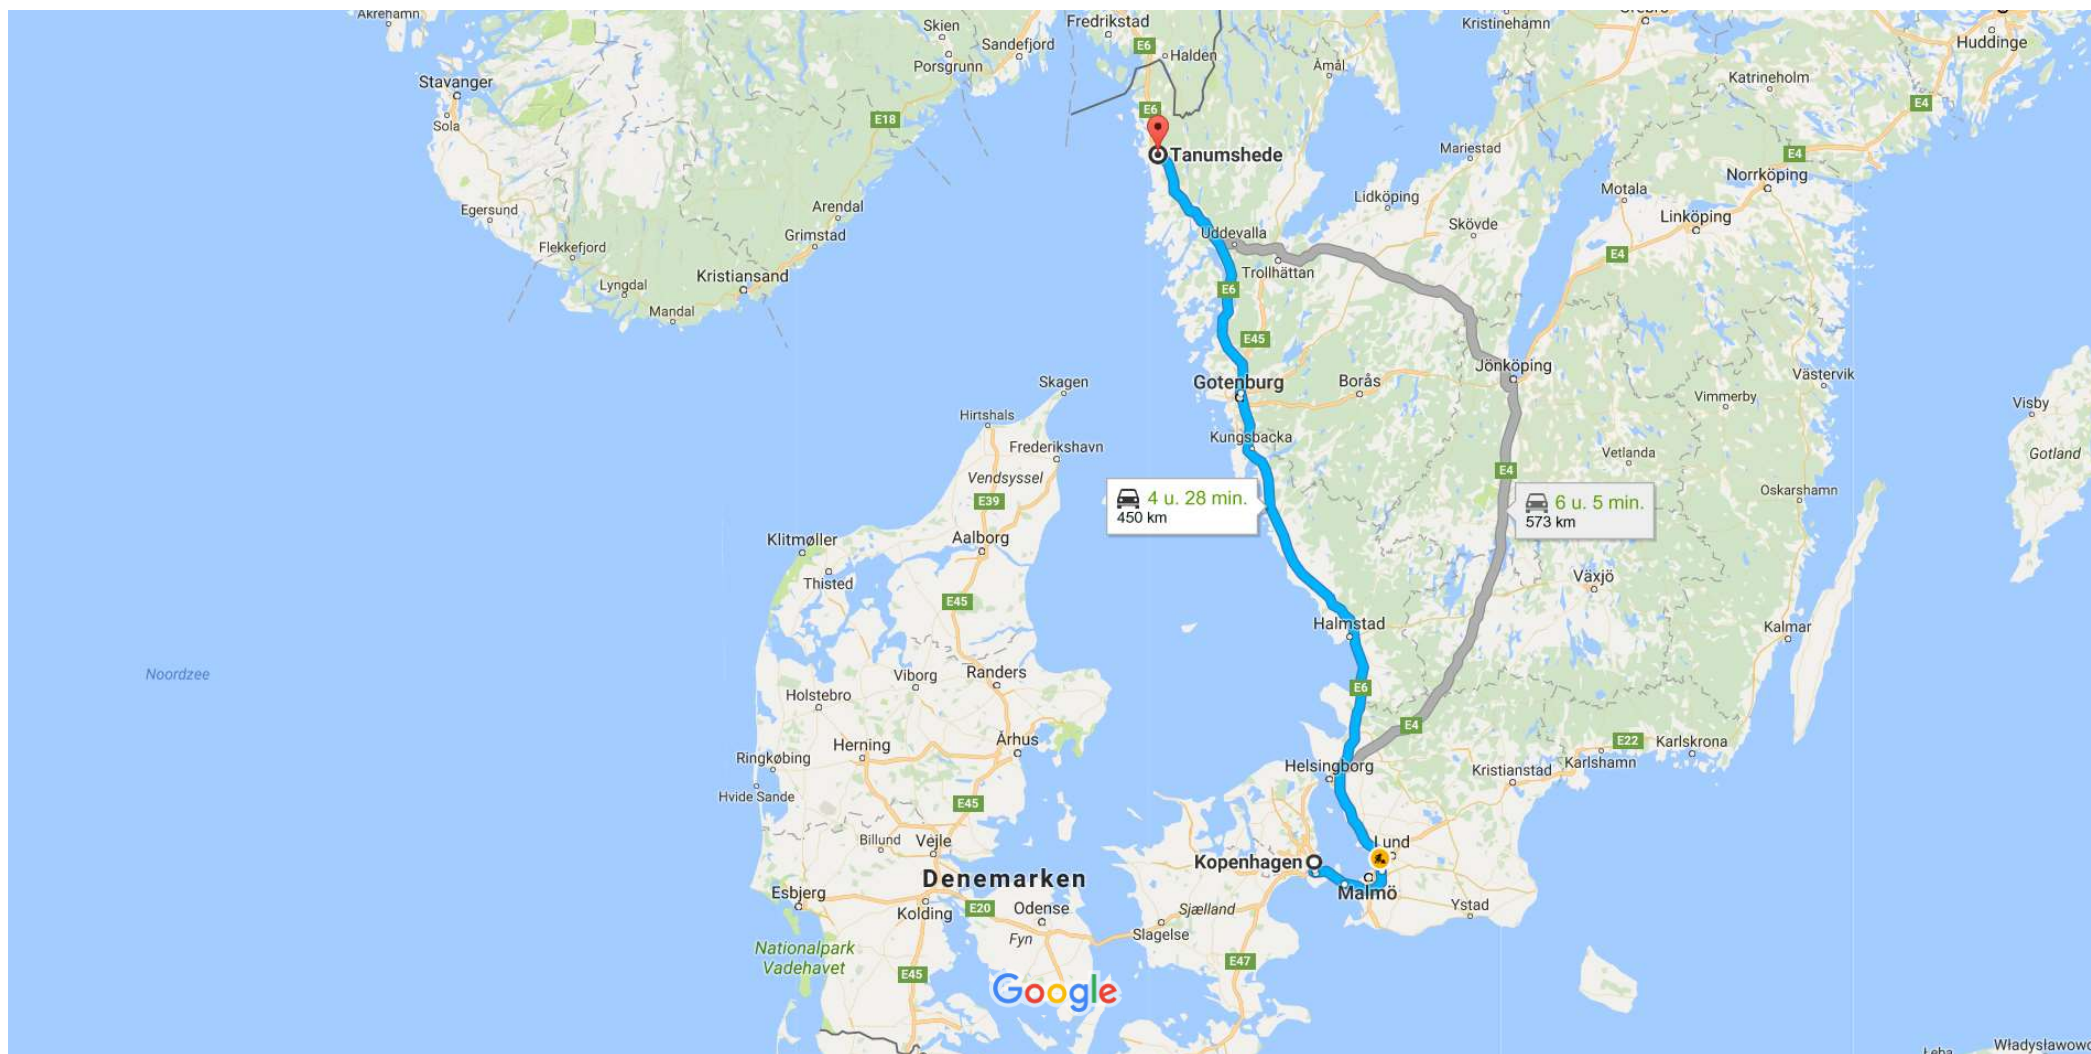 Åkrehamn
Skien
Fredrikstad
Kristinehamn
Sandefjord
Huddinge
E6
Halden
Porsgrunn
Åmål
Katrineholm
Stavanger
E6
E4
E18
Sola
Tanumshede
Mariestad
E4
Norrköping
Motala
Arendal
Egersund
Lidköping
Linköping
Grimstad
Skövde
Uddevalla
Flekkefjord
E4
Kristiansand
Trollhättan
Lyngdal
E6
Mandal
E45
Jönköping
Västervik
Skagen
Gotenburg
Borås
Vimmerby
Visby
Hirtshals
Kungsbacka
Frederikshavn
Vetlanda
Gotland
Vendsyssel
E4
Oskarshamn
E39
4 u. 28 min.
450 km
6 u. 5 min.
573 km
Klitmøller
Aalborg
Thisted
Växjö
E45
Halmstad
Kalmar
Noordzee
Viborg
Randers
E6
Holstebro
E4
Århus
E22
Karlskrona
Herning
Ringkøbing
Helsingborg
Karlshamn
Kristianstad
Hvide Sande
E45
Billund
Vejle
Lund
Kopenhagen
Denemarken
Esbjerg
Malmö
Kolding
E20
Odense
Sjælland
Ystad
Fyn
Slagelse
Nationalpark
Vadehavet
E47
E45
Google
Władysławowo
Łeba